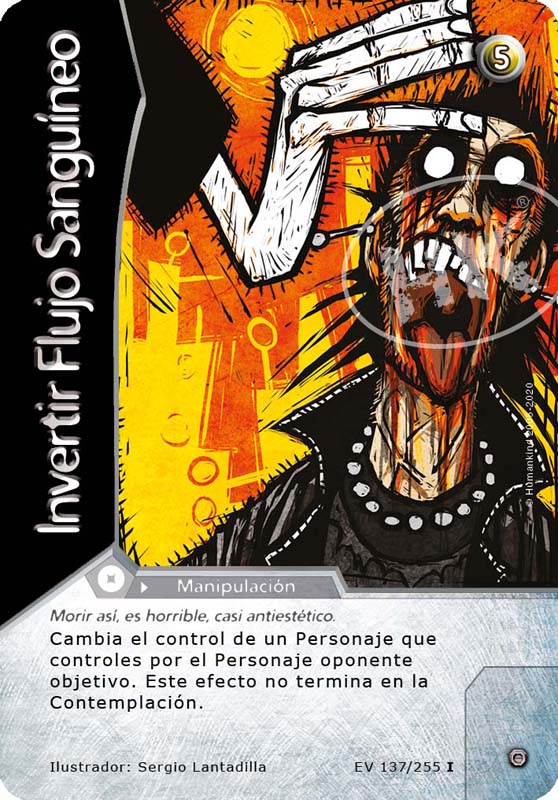 Invertir Flujo Sanguíneo
5
®
© Humankind
Manipulación
Morir así, es horrible, casi antiestético.
Cambia el control de un Personaje que
controles por el Personaje oponente
objetivo. Este efecto no termina en la
Contemplación.
Ilustrador: Sergio Lantadilla
EV 137/255 I